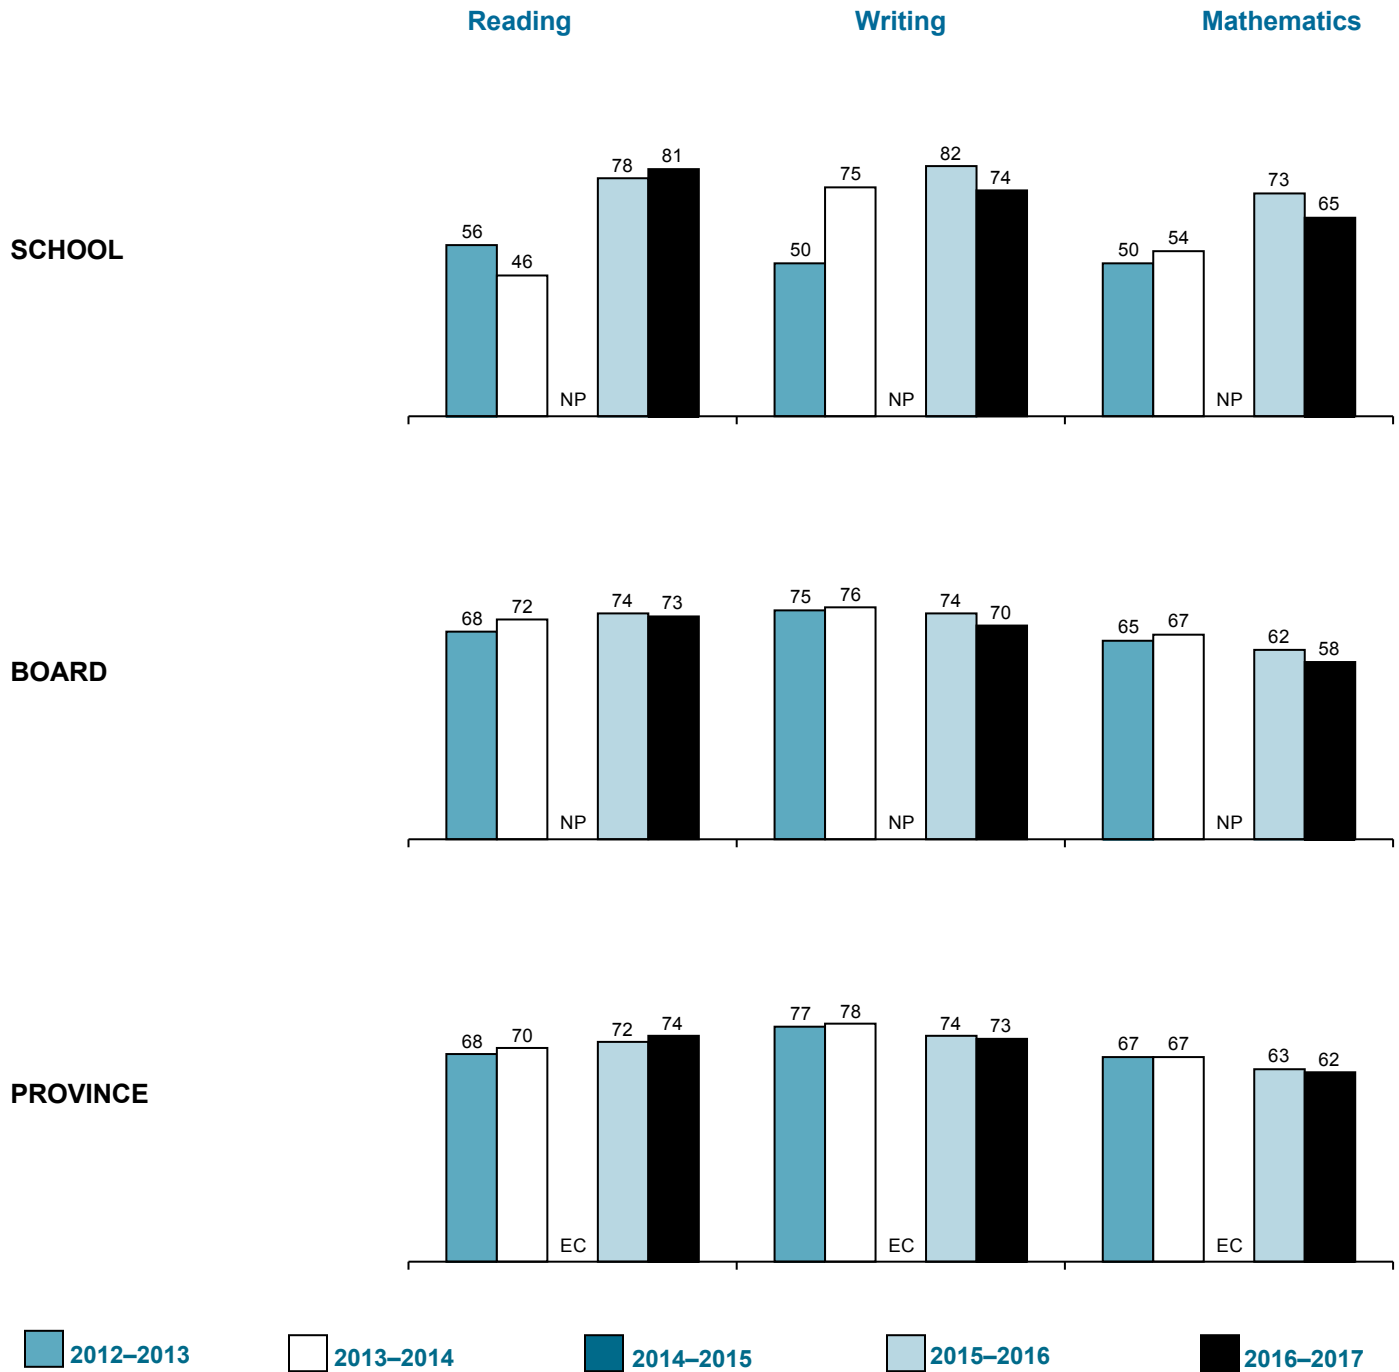 Reading Writing Mathematics
SCHOOL
56 46 NP 78 81 50 75 NP 82 74 50 54 NP 73 65
BOARD
68 72 NP 74 73 75 76 NP 74 70 65 67 NP 62 58
PROVINCE
68 70 EC 72 74 77 78 EC 74 73 67 67 EC 63 62
2012–2013 2013–2014 2014–2015 2015–2016 2016–2017